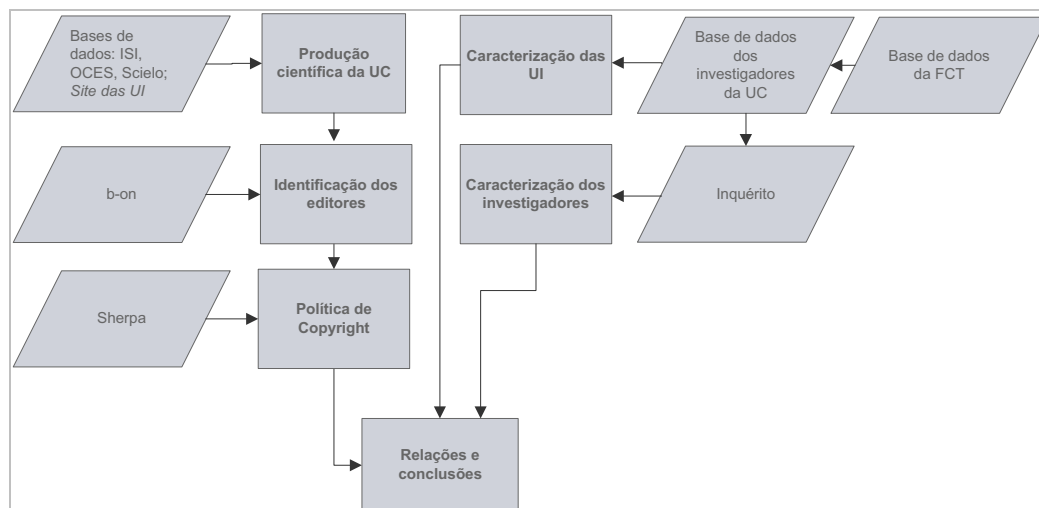 Bases de
dados: ISI,
OCES, Scielo;
Site das UI
Produção
científica da UC
Caracterização das
UI
Base de dados
dos
investigadores
da UC
Base de dados
da FCT
b-on
Identificação dos
editores
Caracterização dos
investigadores
Inquérito
Sherpa
Política de
Copyright
Relações e
conclusões